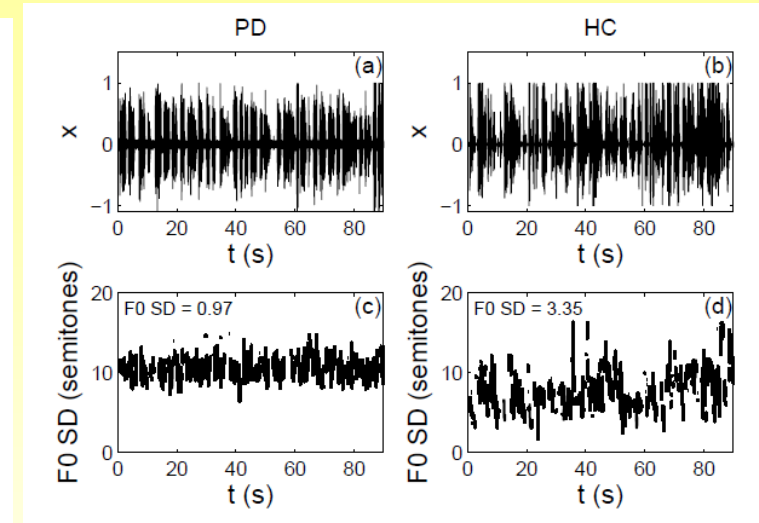 PD
HC
(a)
(b)
x
1
0
−1
0 20 40 60 80
t (s)
x
1
0
−1
0 20 40 60 80
t (s)
F0 SD (semitones)
20
10
0
F0 SD = 0.97
(c)
0 20 40 60 80
t (s)
F0 SD (semitones)
20
10
0
F0 SD = 3.35
(d)
0 20 40 60 80
t (s)